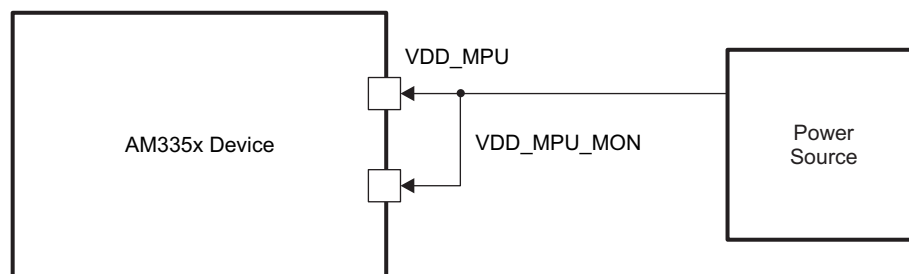 VDD_MPU
AM335x Device
VDD_MPU_MON
Power
Source